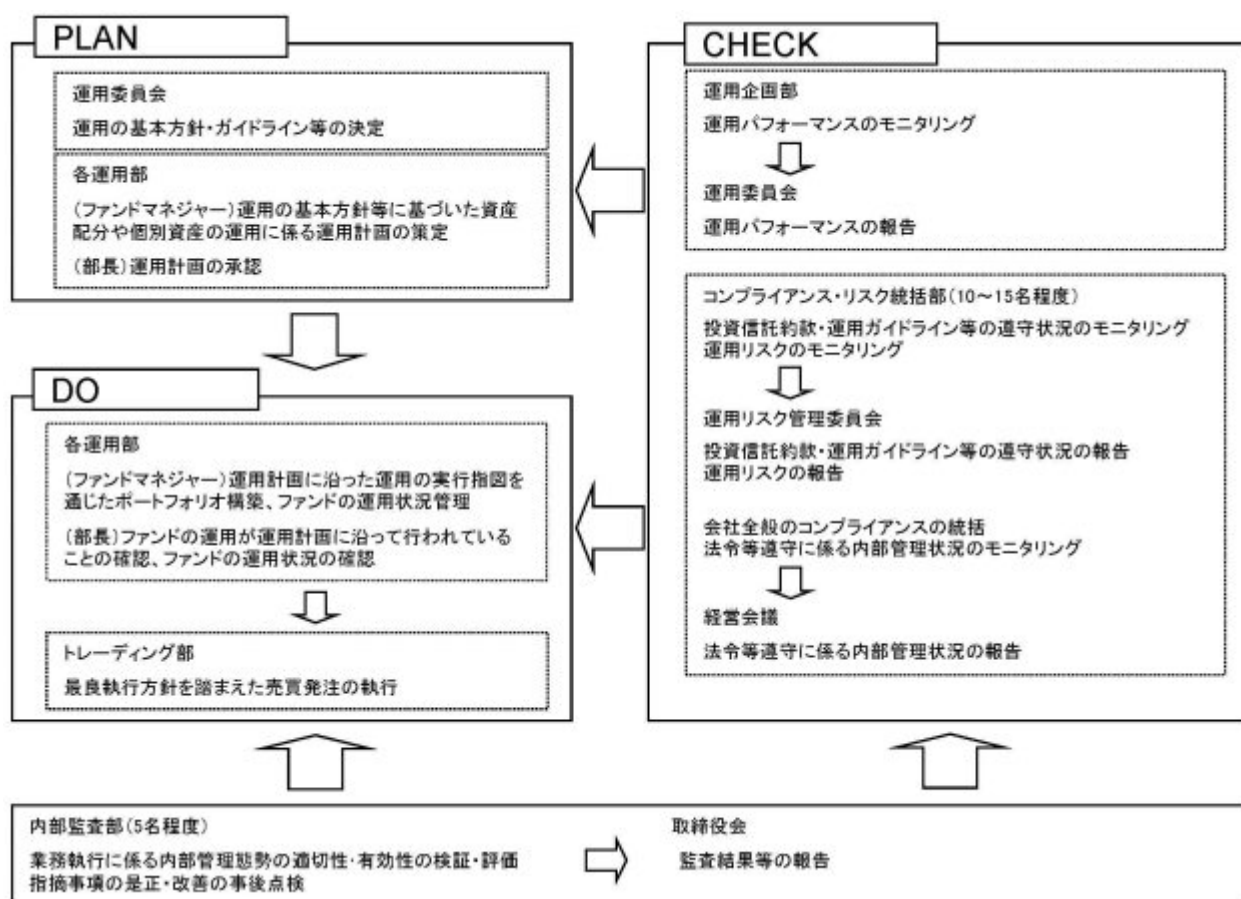 PLAN
運用委員会
運用の基本方針・ガイドライン等の決定
各運用部
(ファンドマネジャー)運用の基本方針等に基づいた資産
配分や個別資産の運用に係る運用計画の策定
(部長)運用計画の承認
DO
各運用部
(ファンドマネジャー)運用計画に沿った運用の実行指図を
通じたポートフォリオ構築、ファンドの運用状況管理
(部長)ファンドの運用が運用計画に沿って行われている
ことの確認、ファンドの運用状況の確認
トレーディング部
最良執行方針を踏まえた売買発注の執行
CHECK
運用企画部
運用パフォーマンスのモニタリング
運用委員会
運用パフォーマンスの報告
コンプライアンス・リスク統括部(10～15名程度)
投資信託約款・運用ガイドライン等の遵守状況のモニタリング
運用リスクのモニタリング
運用リスク管理委員会
投資信託約款・運用ガイドライン等の遵守状況の報告
運用リスクの報告
会社全般のコンプライアンスの統括
法令等遵守に係る内部管理状況のモニタリング
経営会議
法令等遵守に係る内部管理状況の報告
内部監査部(5名程度)
業務執行に係る内部管理態勢の適切性・有効性の検証・評価
指摘事項の是正・改善の事後点検
取締役会
監査結果等の報告